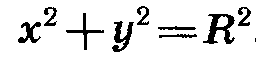 x² + y² = R².